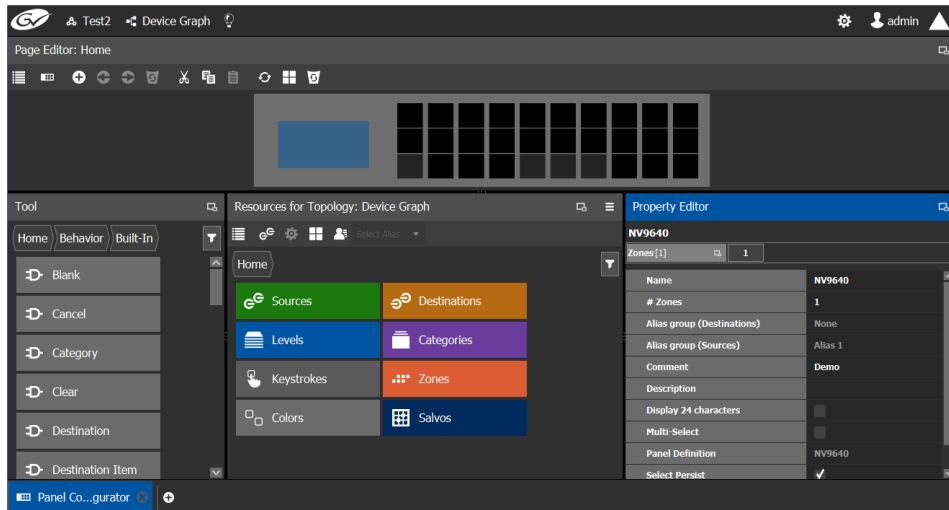 GV Test2 Device Graph admin
Page Editor: Home
Tool
Home Behavior Built-In
Blank
Cancel
Category
Clear
Destination
Destination Item
Resources for Topology: Device Graph
Select Alias
Home
Sources Destinations
Levels Categories
Keystrokes Zones
Colors Salvos
Property Editor
NV9640
Zones[1] 1
Name NV9640
# Zones 1
Alias group (Destinations) None
Alias group (Sources) Alias 1
Comment Demo
Description
Display 24 characters
Multi-Select
Panel Definition NV9640
Select Persist
Panel Co...gurator